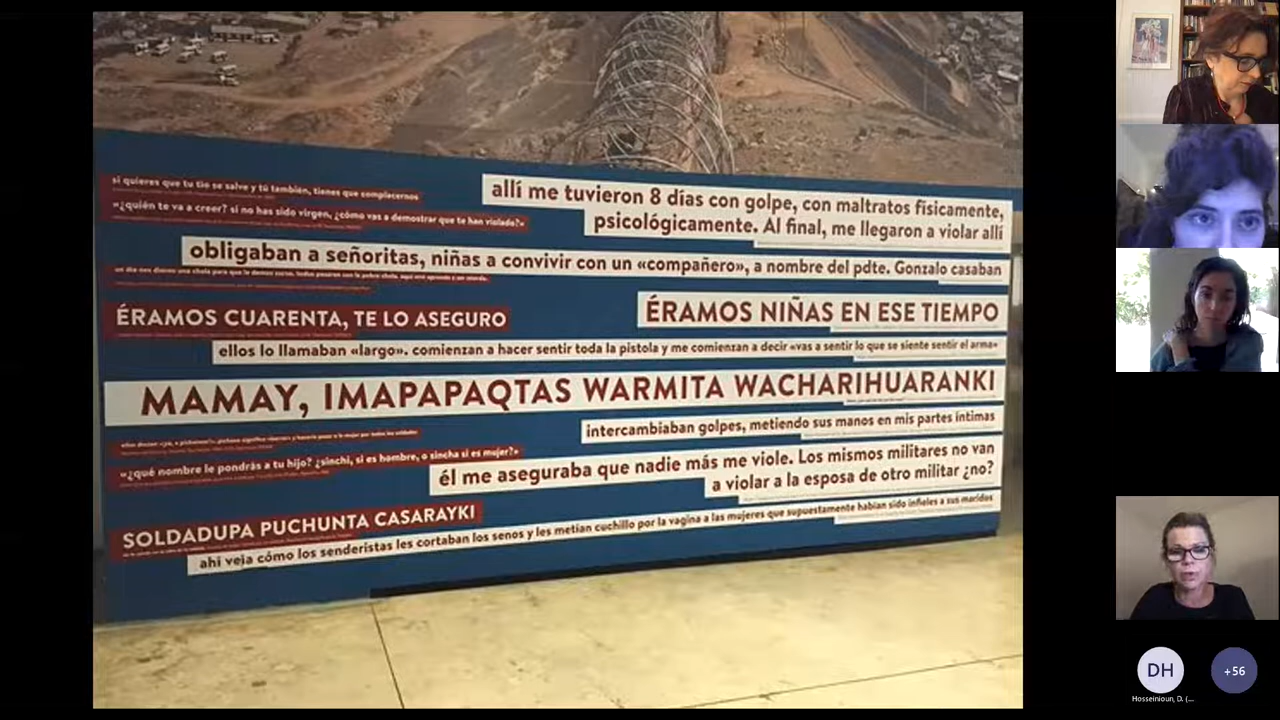 si quieres que tu tío se salve y tú también, tienes que complacernos
allí me tuvieron 8 días con golpe, con maltratos físicamente,
psicológicamente. Al final, me llegaron a violar allí
«¿quién te va a creer? si no has sido virgen, ¿cómo vas a demostrar que te han violado?»
obligaban a señoritas, niñas a convivir con un «compañero», a nombre del pdte. Gonzalo casaban
ÉRAMOS CUARENTA, TE LO ASEGURO
ÉRAMOS NIÑAS EN ESE TIEMPO
ellos lo llamaban «largo». comienzan a hacer sentir toda la pistola y me comienzan a decir «vas a sentir lo que se siente sentir el arma»
MAMAY, IMAPAPAQTAS WARMITA WACHARIHUARANKI
intercambiaban golpes, metiendo sus manos en mis partes íntimas
«¿qué nombre le pondrás a tu hijo? ¿sinchi, si es hombre, o sincha si es mujer?»
él me aseguraba que nadie más me viole. Los mismos militares no van
a violar a la esposa de otro militar ¿no?
SOLDADUPA PUCHUNTA CASARAYKI
ahí veía cómo los senderistas les cortaban los senos y les metían cuchillo por la vagina a las mujeres que supuestamente habían sido infieles a sus maridos
DH
Hosseinioun, D. (...
+56